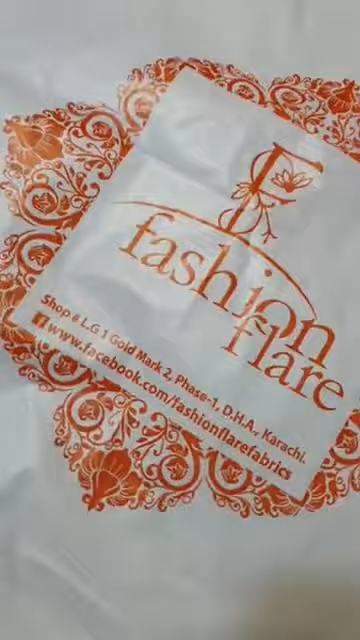 F
fashion
flare
Shop # L.G.1 Gold Mark 2, Phase-1, D.H.A., Karachi.
f www.facebook.com/fashionflarefabrics